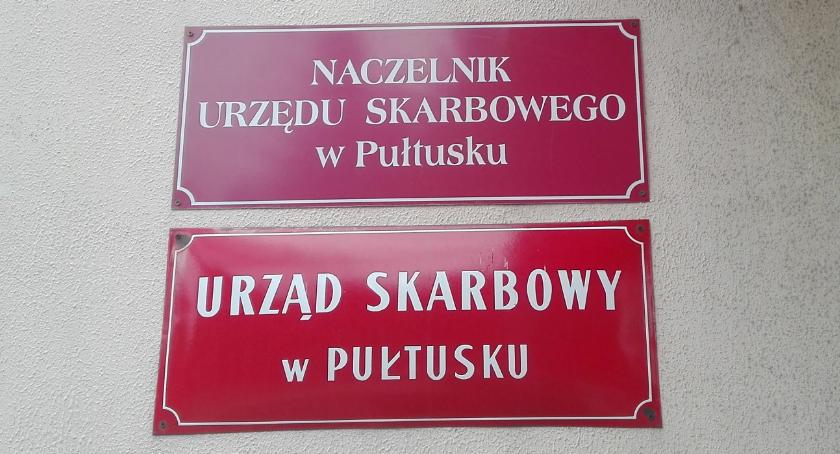 NACZELNIK
URZĘDU SKARBOWEGO
w Pułtusku
URZĄD SKARBOWY
w PUŁTUSKU